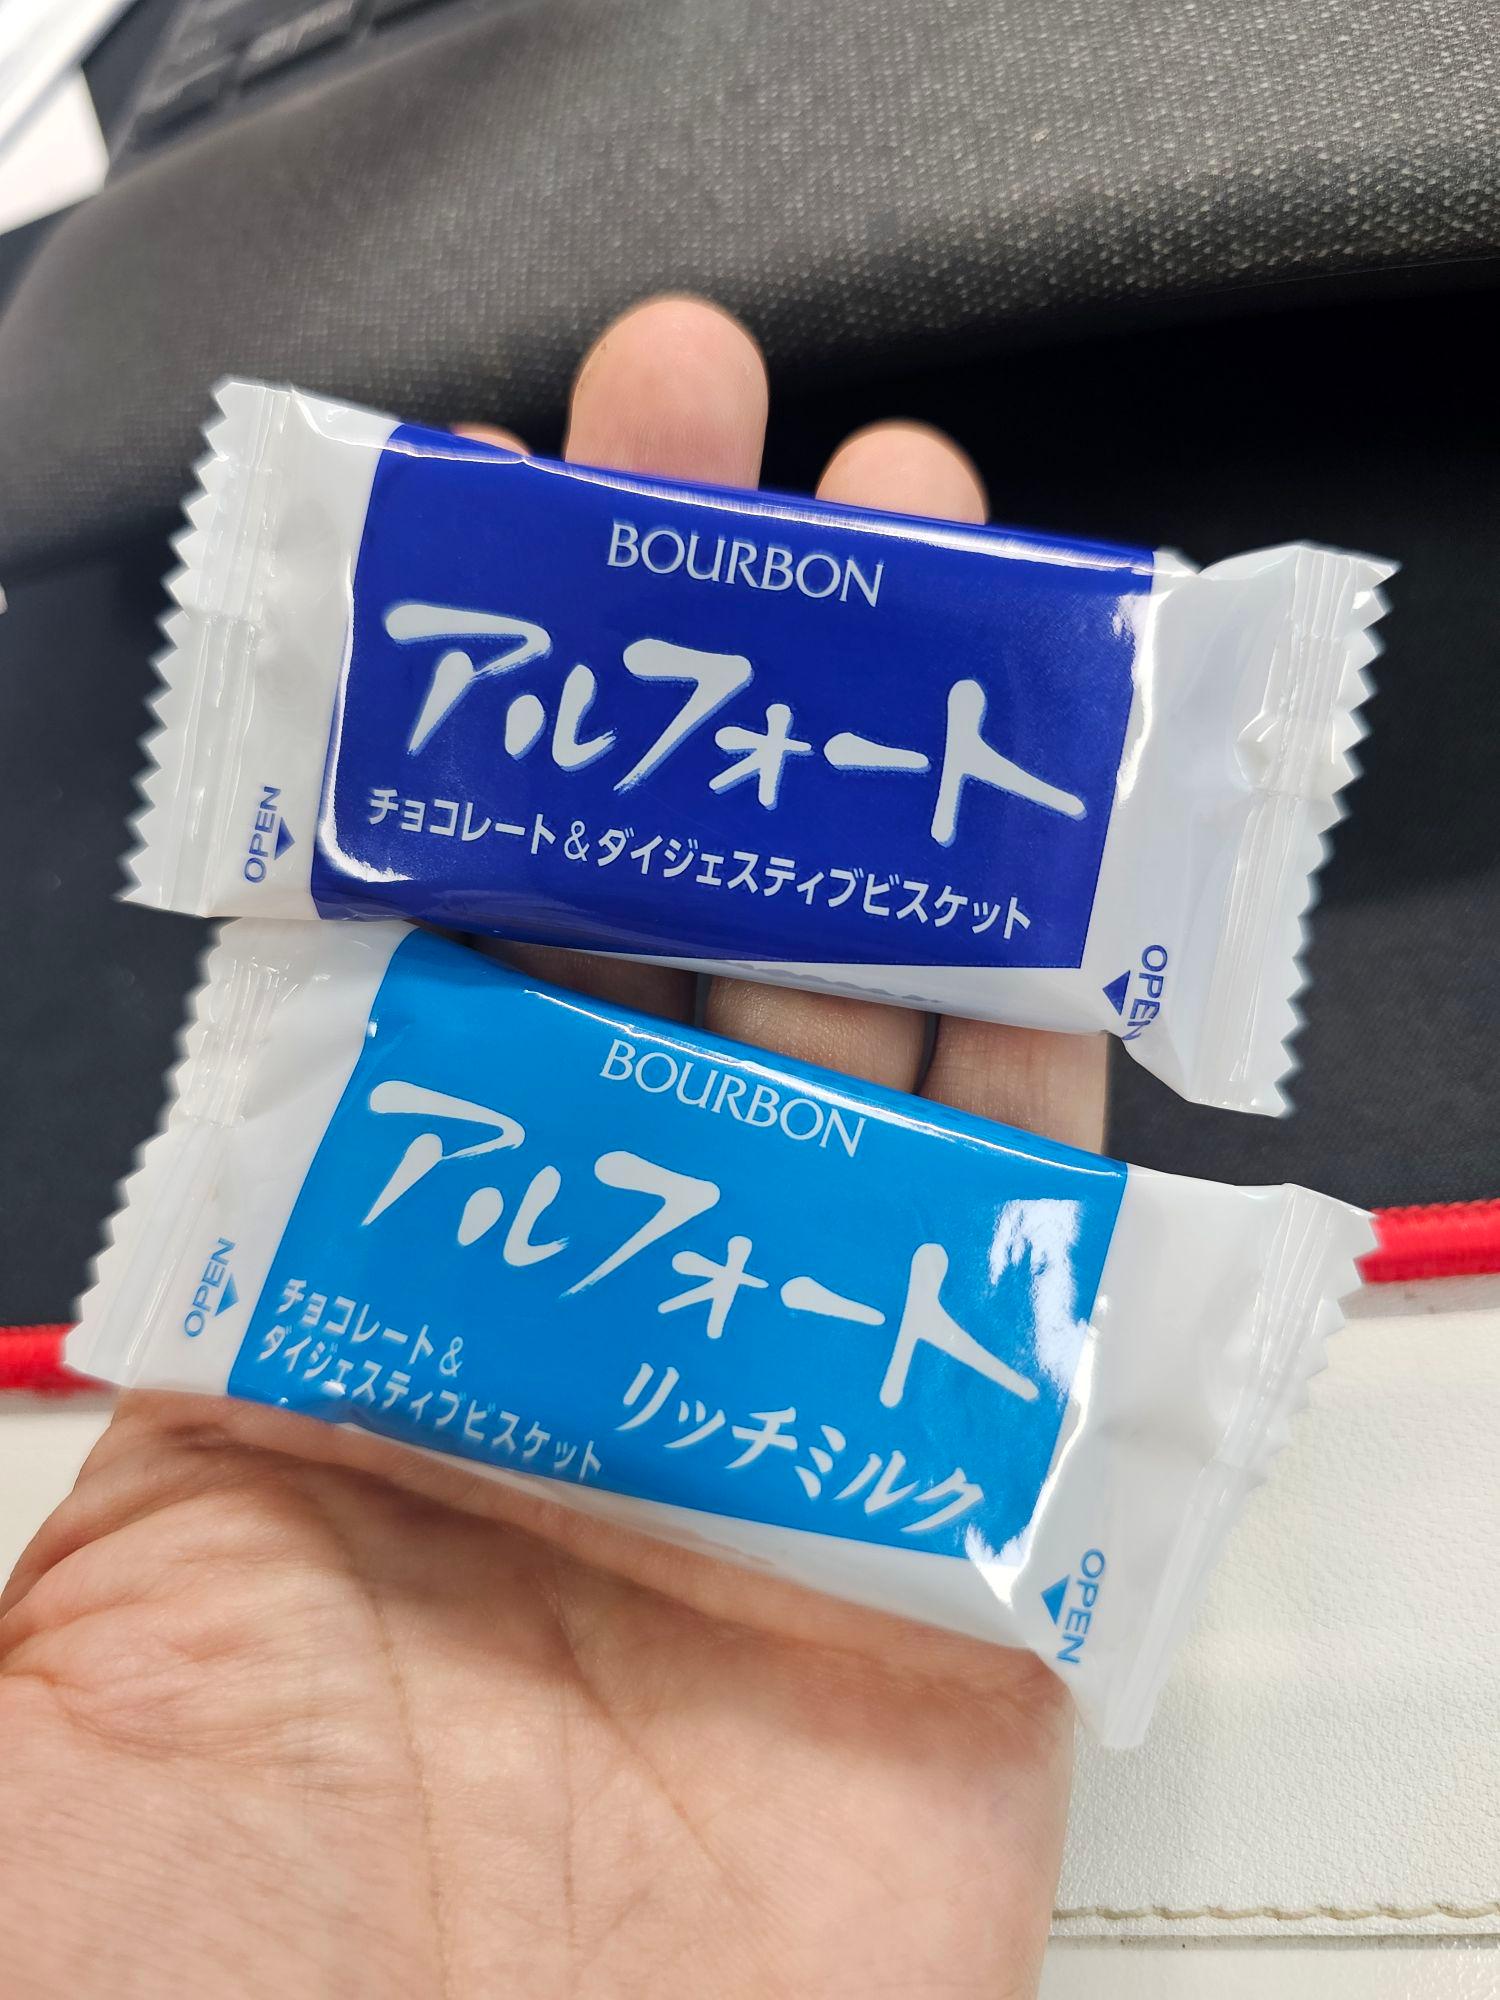 BOURBON
アルフォート
チョコレート&ダイジェスティブビスケット
OPEN
OPEN
BOURBON
アルフォート
チョコレート&
ダイジェスティブビスケット
リッチミルク
OPEN
OPEN